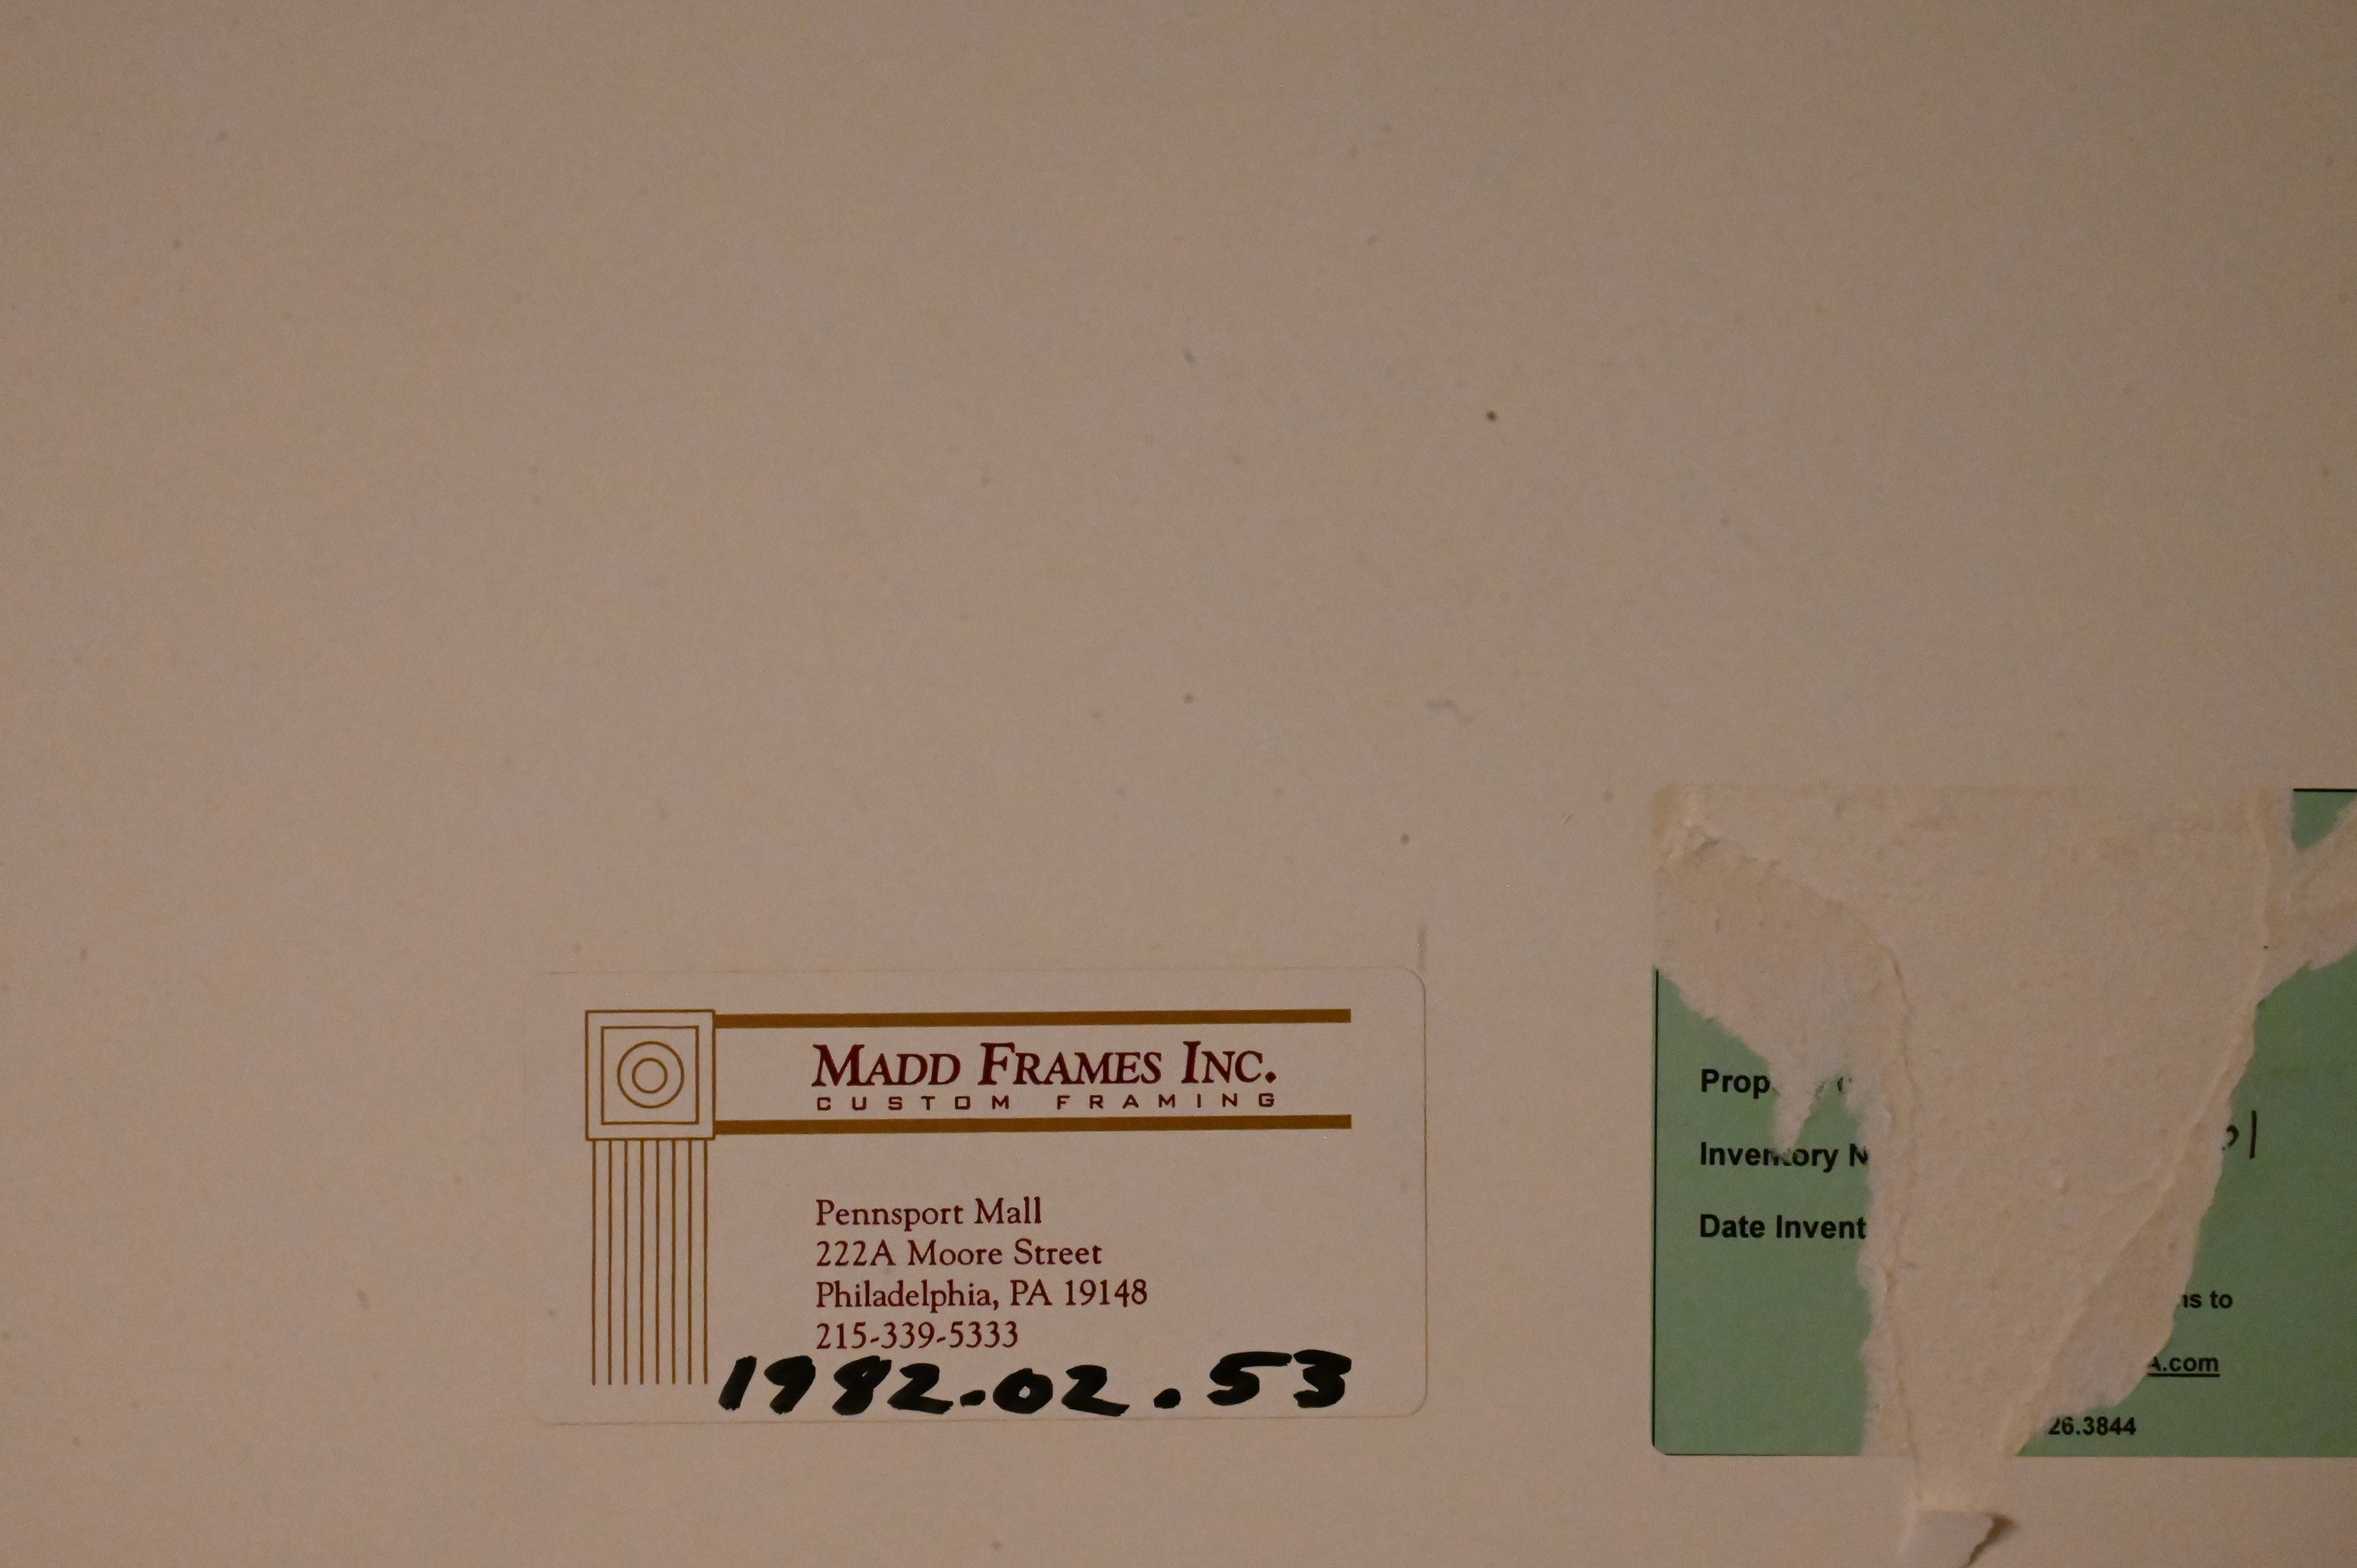 MADD FRAMES INC.
CUSTOM FRAMING
Pennsport Mall
222A Moore Street
Philadelphia, PA 19148
215-339-5333
1982.02.53
Prop
Inventory N
Date Invent
ns to
A.com
26.3844